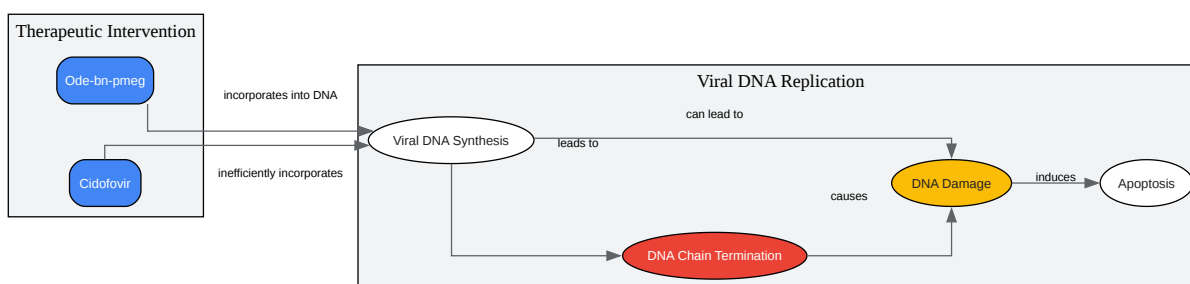 Therapeutic Intervention
Ode-bn-pmeg
Cidofovir
incorporates into DNA
inefficiently incorporates
Viral DNA Replication
Viral DNA Synthesis
can lead to
leads to
DNA Damage
causes
induces
Apoptosis
DNA Chain Termination